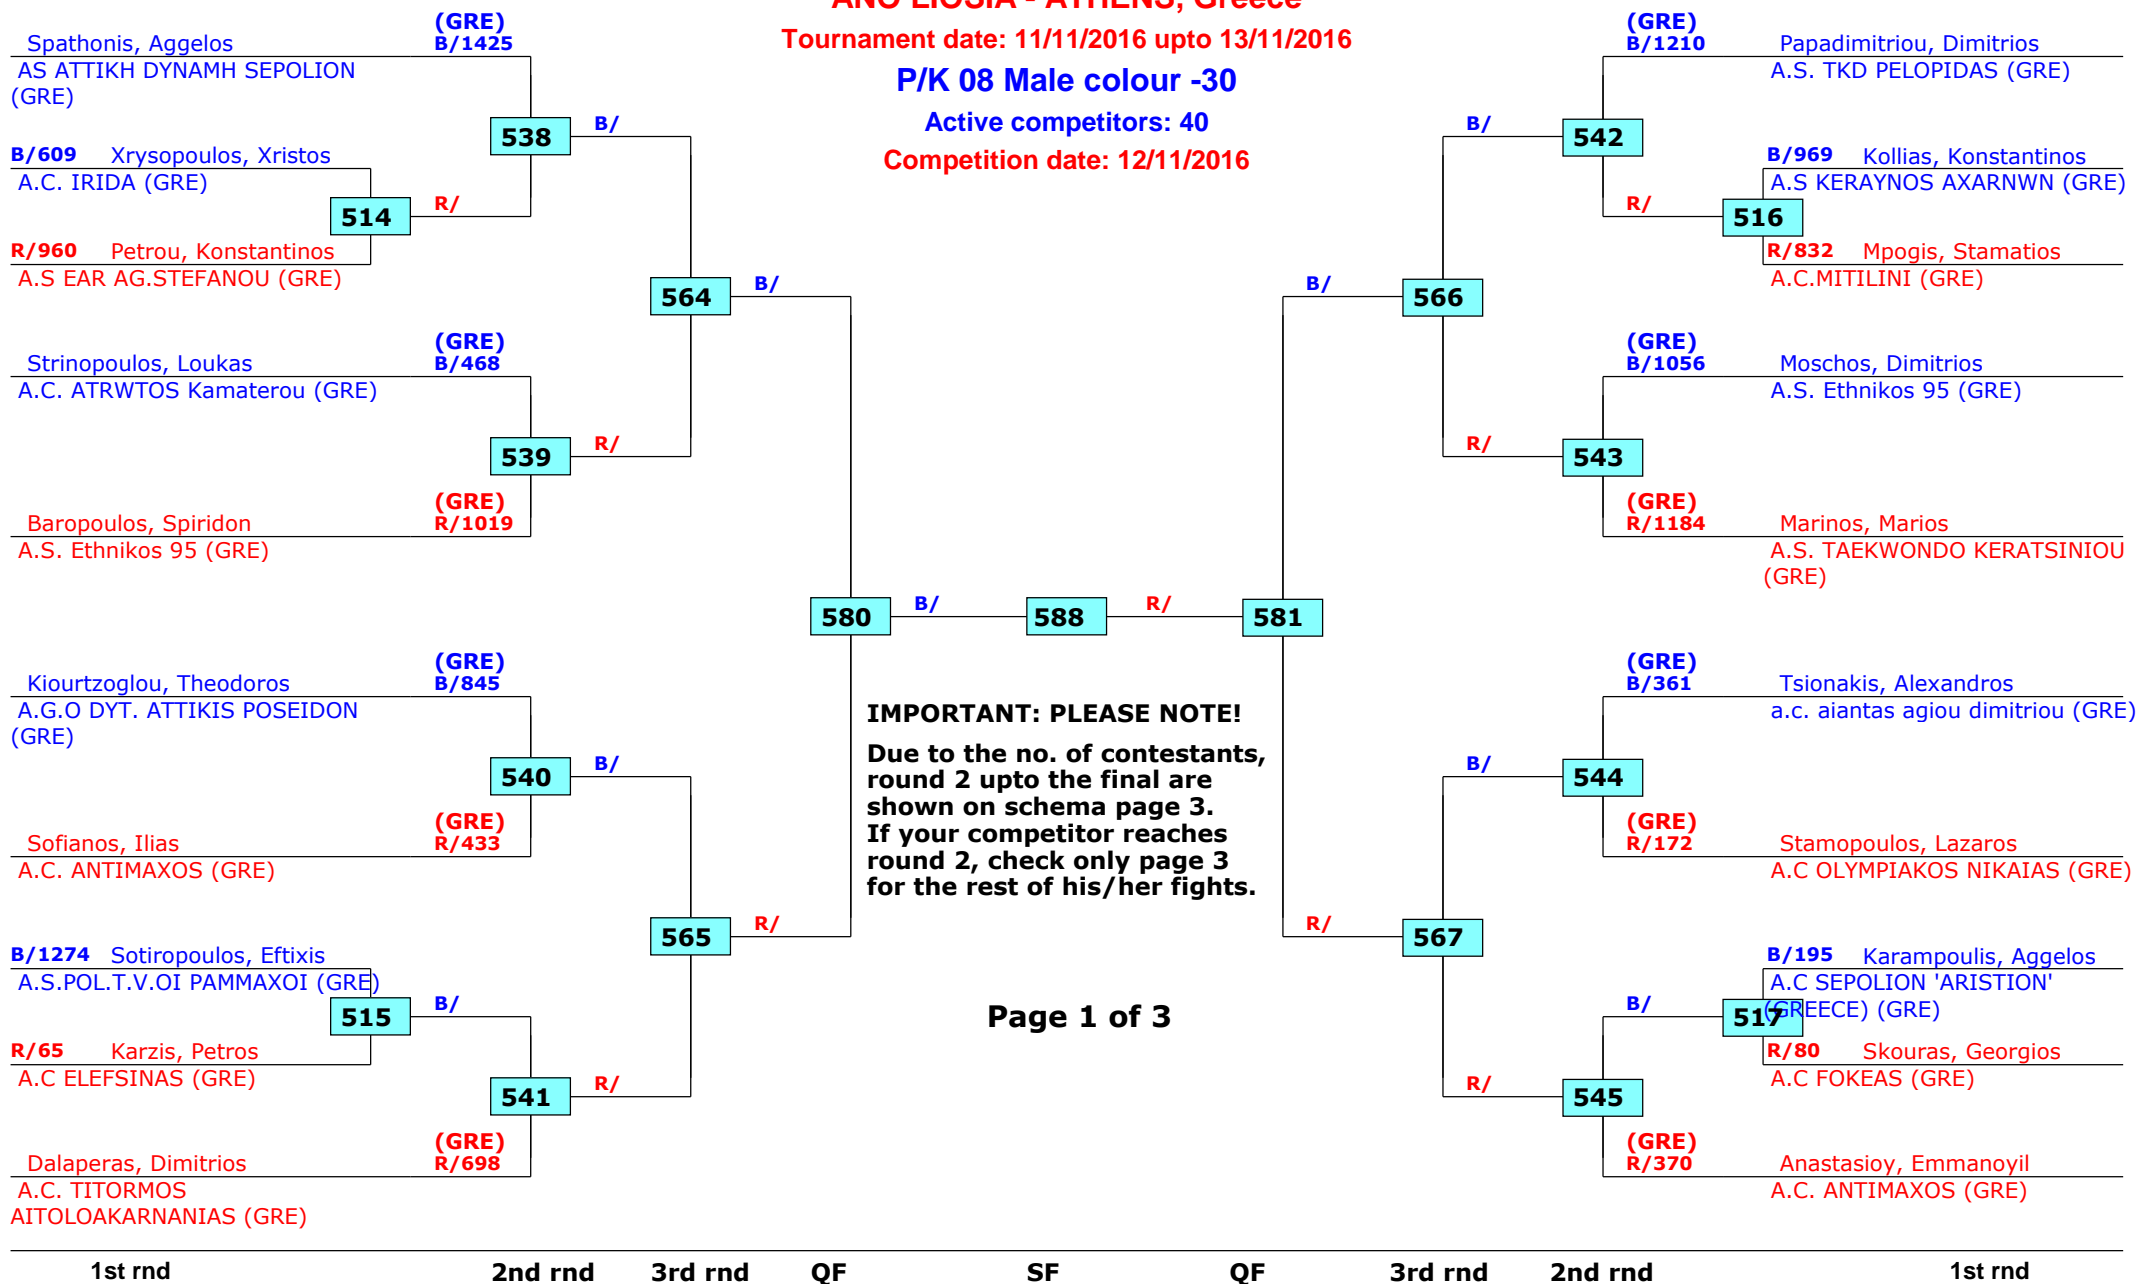 ANO LIOSIA - ATHENS, Greece
Tournament date: 11/11/2016 upto 13/11/2016
P/K 08 Male colour -30
Active competitors: 40
Competition date: 12/11/2016
(GRE)
Spathonis, Aggelos B/1425
AS ATTIKH DYNAMH SEPOLION
(GRE)
538
B/
B/609 Xrysopoulos, Xristos
A.C. IRIDA (GRE)
514
R/
R/960 Petrou, Konstantinos
A.S EAR AG.STEFANOU (GRE)
564
B/
(GRE)
Strinopoulos, Loukas B/468
A.C. ATRWTOS Kamaterou (GRE)
539
R/
(GRE)
Baropoulos, Spiridon R/1019
A.S. Ethnikos 95 (GRE)
580
B/
588
R/
581
(GRE)
Kiourtzoglou, Theodoros B/845
A.G.O DYT. ATTIKIS POSEIDON
(GRE)
540
B/
(GRE)
Sofianos, Ilias R/433
A.C. ANTIMAXOS (GRE)
565
R/
B/1274 Sotiropoulos, Eftixis
A.S.POL.T.V.OI PAMMAXOI (GRE)
515
B/
R/65 Karzis, Petros
A.C ELEFSINAS (GRE)
541
R/
(GRE)
Dalaperas, Dimitrios R/698
A.C. TITORMOS
AITOLOAKARNANIAS (GRE)
IMPORTANT: PLEASE NOTE!
Due to the no. of contestants,
round 2 upto the final are
shown on schema page 3.
If your competitor reaches
round 2, check only page 3
for the rest of his/her fights.
Page 1 of 3
(GRE)
B/1210 Papadimitriou, Dimitrios
A.S. TKD PELOPIDAS (GRE)
B/
542
B/969 Kollias, Konstantinos
A.S KERAYNOS AXARNWN (GRE)
R/
516
R/832 Mpogis, Stamatios
A.C.MITILINI (GRE)
B/
566
(GRE)
B/1056 Moschos, Dimitrios
A.S. Ethnikos 95 (GRE)
R/
543
(GRE)
R/1184 Marinos, Marios
A.S. TAEKWONDO KERATSINIOU
(GRE)
(GRE)
B/361 Tsionakis, Alexandros
a.c. aiantas agiou dimitriou (GRE)
B/
544
(GRE)
R/172 Stamopoulos, Lazaros
A.C OLYMPIAKOS NIKAIAS (GRE)
R/
567
B/195 Karampoulis, Aggelos
A.C SEPOLION 'ARISTION'
(GREECE) (GRE)
B/
517
R/80 Skouras, Georgios
A.C FOKEAS (GRE)
R/
545
(GRE)
R/370 Anastasioy, Emmanoyil
A.C. ANTIMAXOS (GRE)
1st rnd 2nd rnd 3rd rnd QF SF QF 3rd rnd 2nd rnd 1st rnd